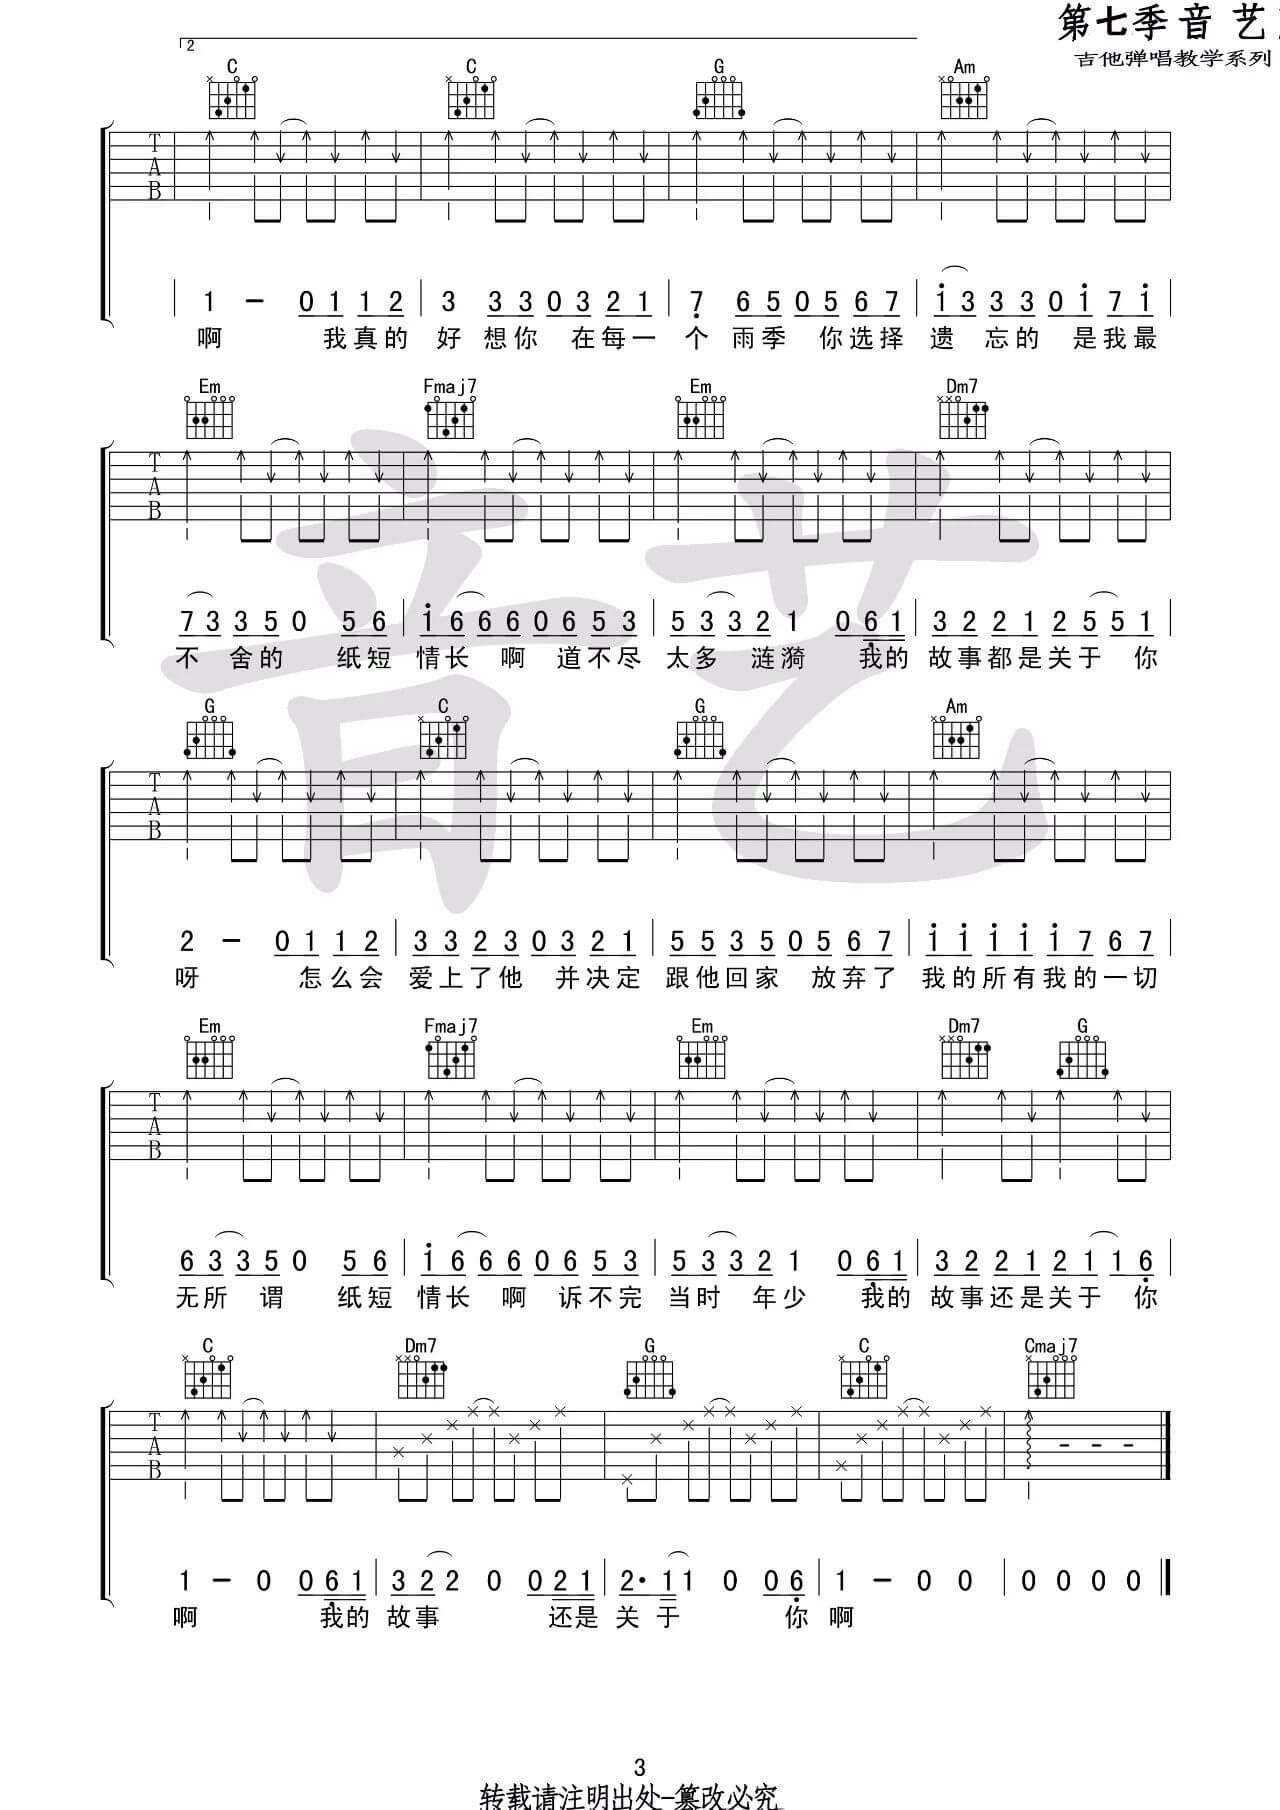 第七季音艺
吉他弹唱教学系列
2
C C G Am
T
A
B
1 - 0 1 1 2 | 3 3 3 0 3 2 1 | 7 6 5 0 5 6 7 | 1 3 3 3 0 1 7 1
啊 我真的 好 想你 在每一 个 雨季 你选择 遗 忘的 是我最
Em Fmaj7 Em Dm7
T
A
B
7 3 3 5 0 5 6 | 1 6 6 6 0 6 5 3 | 5 3 3 2 1 0 6 1 | 3 2 2 1 2 5 5 1
不 舍的 纸短 情长 啊 道不尽 太多 涟漪 我的 故事都是关于 你
G C G Am
T
A
B
2 - 0 1 1 2 | 3 3 2 3 0 3 2 1 | 5 5 3 5 0 5 6 7 | 1 1 1 1 1 7 6 7
呀 怎么会 爱上了他 并决定 跟他回家 放弃了 我的所有我的一切
Em Fmaj7 Em Dm7 G
T
A
B
6 3 3 5 0 5 6 | 1 6 6 6 0 6 5 3 | 5 3 3 2 1 0 6 1 | 3 2 2 1 2 1 1 6
无所 谓 纸短 情长 啊 诉不完 当时 年少 我的 故事还是关于 你
C Dm7 G C Cmaj7
T
A
B
1 - 0 0 6 1 | 3 2 2 0 0 2 1 | 2· 1 1 0 0 6 | 1 - 0 0 | 0 0 0 0
啊 我的 故事 还是 关 于 你 啊
3
转载请注明出处-篡改必究